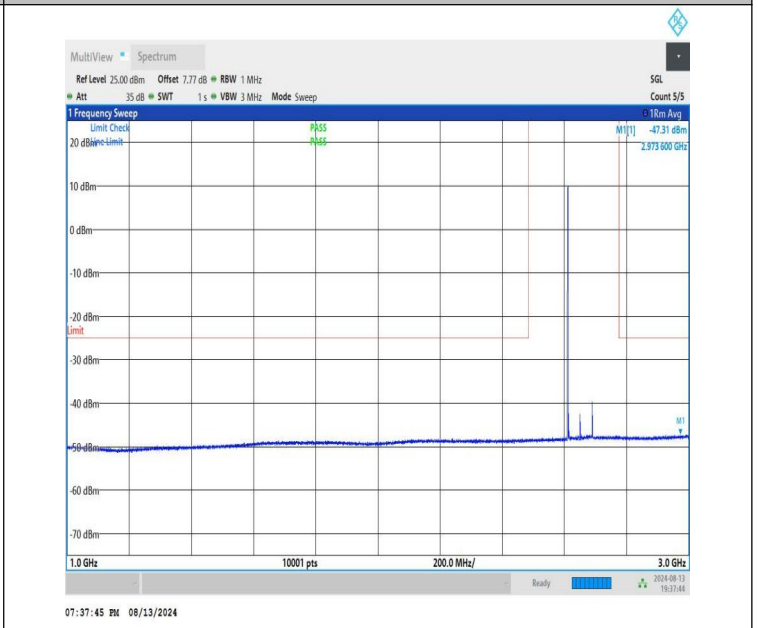 R S
MultiView Spectrum
Ref Level 25.00 dBm Offset 7.77 dB RBW 1 MHz SGL
Att 35 dB SWT 1 s VBW 3 MHz Mode Sweep Count 5/5
1 Frequency Sweep 1Rm Avg
Limit Check PASS M1[1] -47.31 dBm
20 dBm Line Limit PASS 2.973 600 GHz
10 dBm
0 dBm
-10 dBm
-20 dBm
Limit
-30 dBm
-40 dBm
M1
-50 dBm
-60 dBm
-70 dBm
1.0 GHz 10001 pts 200.0 MHz/ 3.0 GHz
Ready 2024-08-13
19:37:44
07:37:45 PM 08/13/2024